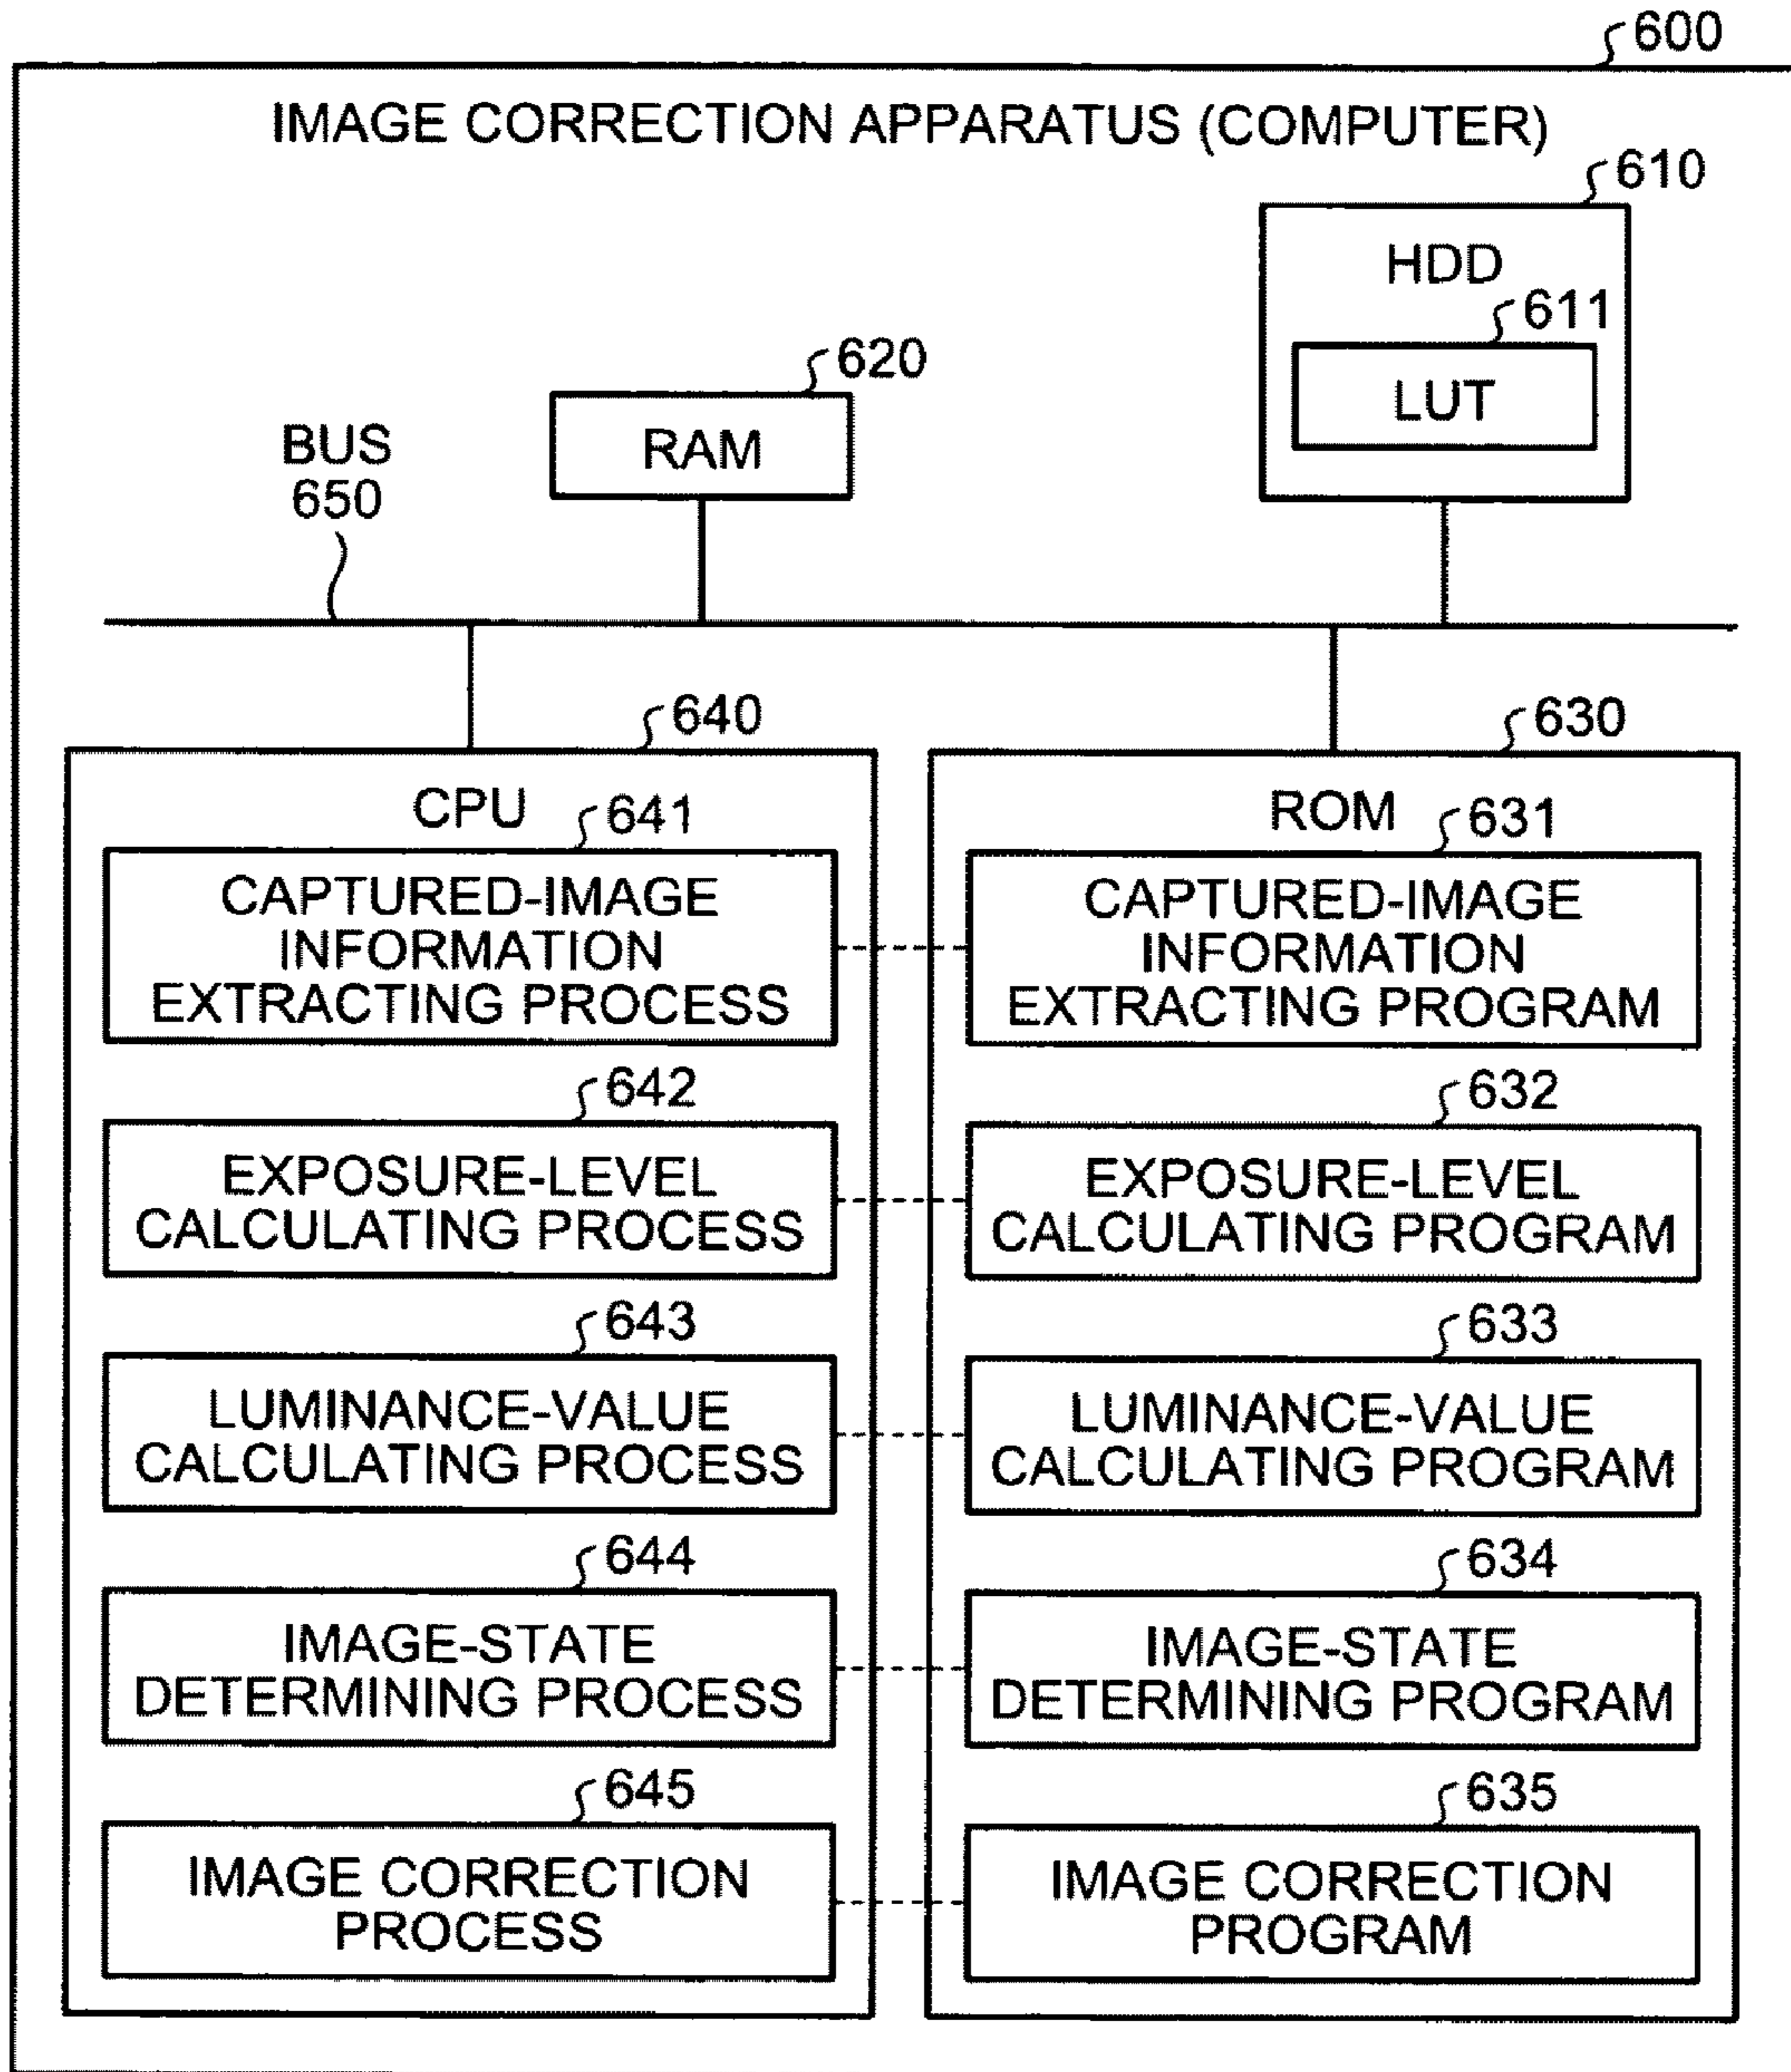 600
IMAGE CORRECTION APPARATUS (COMPUTER)
610
HDD
611
LUT
620
RAM
BUS
650
640
CPU
641
CAPTURED-IMAGE
INFORMATION
EXTRACTING PROCESS
642
EXPOSURE-LEVEL
CALCULATING PROCESS
643
LUMINANCE-VALUE
CALCULATING PROCESS
644
IMAGE-STATE
DETERMINING PROCESS
645
IMAGE CORRECTION
PROCESS
630
ROM
631
CAPTURED-IMAGE
INFORMATION
EXTRACTING PROGRAM
632
EXPOSURE-LEVEL
CALCULATING PROGRAM
633
LUMINANCE-VALUE
CALCULATING PROGRAM
634
IMAGE-STATE
DETERMINING PROGRAM
635
IMAGE CORRECTION
PROGRAM